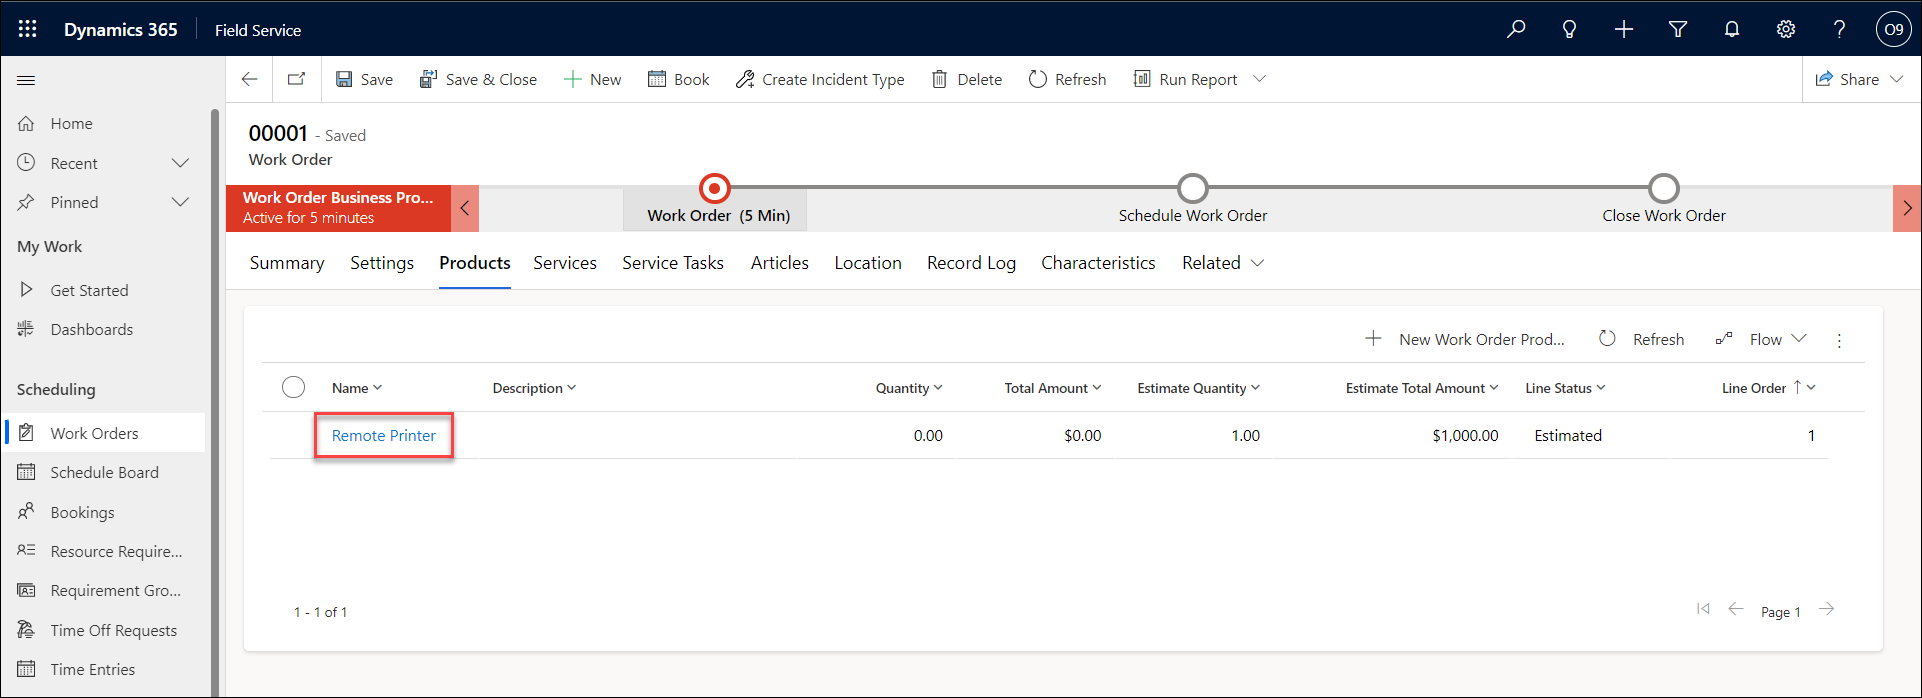 Dynamics 365 Field Service O9
Save Save & Close New Book Create Incident Type Delete Refresh Run Report Share
Home
Recent
Pinned
My Work
Get Started
Dashboards
Scheduling
Work Orders
Schedule Board
Bookings
Resource Require...
Requirement Gro...
Time Off Requests
Time Entries
00001 - Saved
Work Order
Work Order Business Pro...
Active for 5 minutes
Work Order (5 Min)
Schedule Work Order
Close Work Order
Summary Settings Products Services Service Tasks Articles Location Record Log Characteristics Related
New Work Order Prod... Refresh Flow
Name Description Quantity Total Amount Estimate Quantity Estimate Total Amount Line Status Line Order
Remote Printer 0.00 $0.00 1.00 $1,000.00 Estimated 1
1 - 1 of 1 Page 1